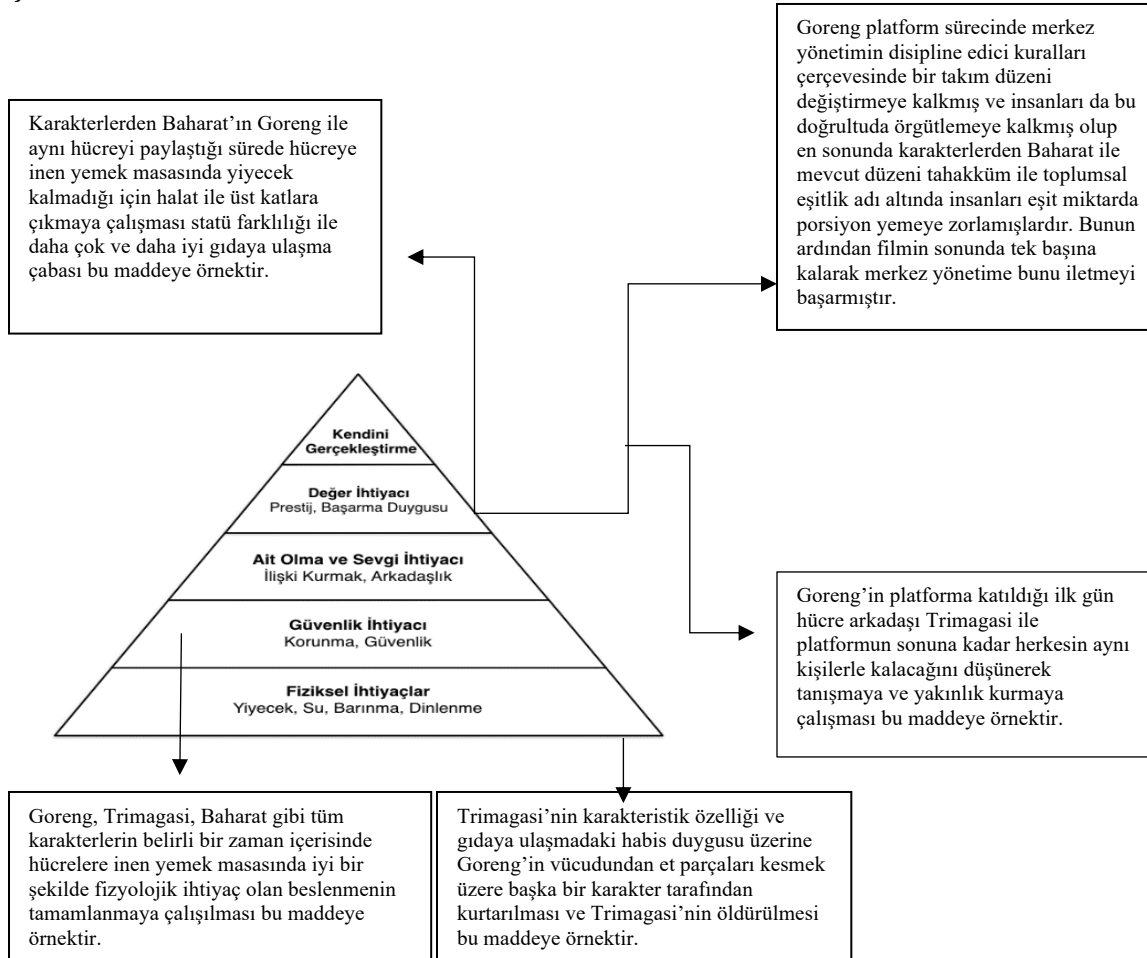 Goreng platform sürecinde merkez
yönetimin disipline edici kuralları
çerçevesinde bir takım düzeni
değiştirmeye kalkmış ve insanları da bu
doğrultuda örgütlemeye kalkmış olup
en sonunda karakterlerden Baharat ile
mevcut düzeni tahakküm ile toplumsal
eşitlik adı altında insanları eşit miktarda
porsiyon yemeye zorlamışlardır. Bunun
ardından filmin sonunda tek başına
kalarak merkez yönetime bunu iletmeyi
başarmıştır.
Karakterlerden Baharat’ın Goreng ile
aynı hücreyi paylaştığı sürede hücreye
inen yemek masasında yiyecek
kalmadığı için halat ile üst katlara
çıkmaya çalışması statü farklılığı ile
daha çok ve daha iyi gıdaya ulaşma
çabası bu maddeye örnektir.
Kendini
Gerçekleştirme
Değer İhtiyacı
Prestij, Başarma Duygusu
Ait Olma ve Sevgi İhtiyacı
İlişki Kurmak, Arkadaşlık
Güvenlik İhtiyacı
Korunma, Güvenlik
Fiziksel İhtiyaçlar
Yiyecek, Su, Barınma, Dinlenme
Goreng’in platforma katıldığı ilk gün
hücre arkadaşı Trimagasi ile
platformun sonuna kadar herkesin aynı
kişilerle kalacağını düşünerek
tanışmaya ve yakınlık kurmaya
çalışması bu maddeye örnektir.
Goreng, Trimagasi, Baharat gibi tüm
karakterlerin belirli bir zaman içerisinde
hücrelere inen yemek masasında iyi bir
şekilde fizyolojik ihtiyaç olan beslenmenin
tamamlanmaya çalışılması bu maddeye
örnektir.
Trimagasi’nin karakteristik özelliği ve
gıdaya ulaşmadaki habis duygusu üzerine
Goreng’in vücudundan et parçaları kesmek
üzere başka bir karakter tarafından
kurtarılması ve Trimagasi’nin öldürülmesi
bu maddeye örnektir.